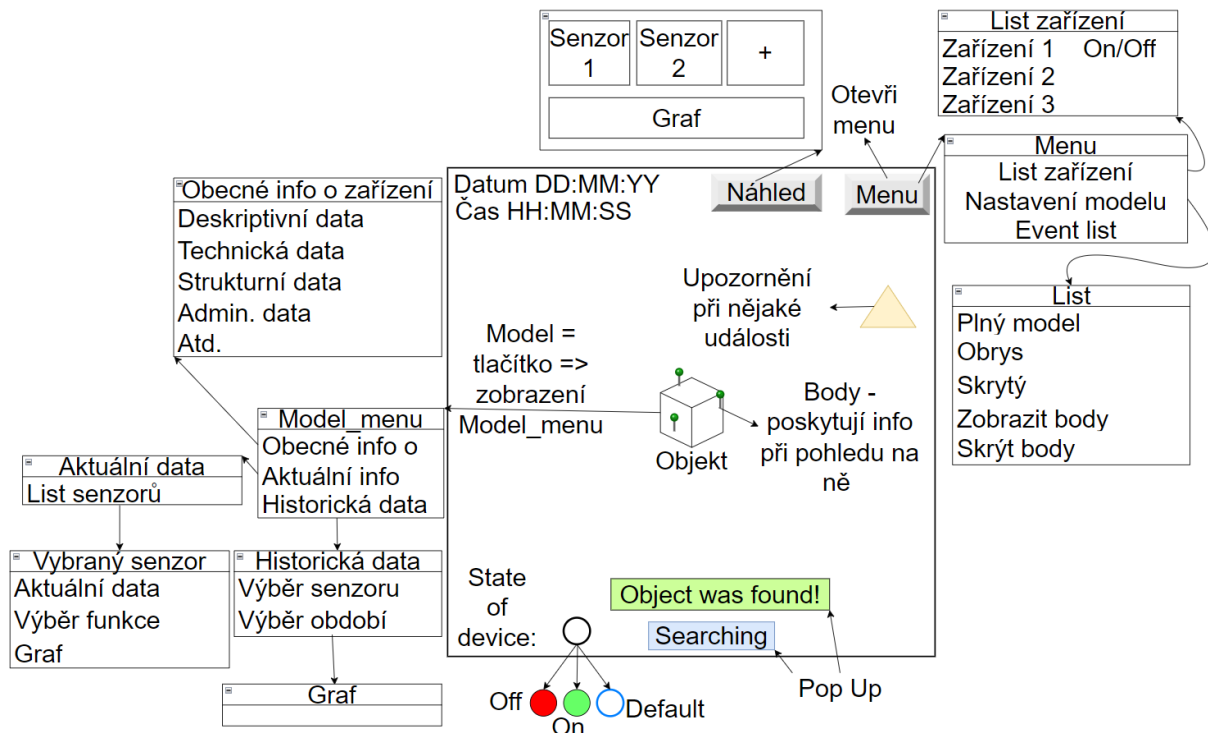 Senzor
1
Senzor
2
+
Graf
List zařízení
Zařízení 1 On/Off
Zařízení 2
Zařízení 3
Otevři
menu
Menu
List zařízení
Nastavení modelu
Event list
Obecné info o zařízení
Deskriptivní data
Technická data
Strukturní data
Admin. data
Atd.
Datum DD:MM:YY
Čas HH:MM:SS
Náhled
Menu
Upozornění
při nějaké
události
List
Plný model
Obrys
Skrytý
Zobrazit body
Skrýt body
Model =
tlačítko =>
zobrazení
Model_menu
Body -
poskytují info
při pohledu na
ně
Objekt
Model_menu
Obecné info o
Aktuální info
Historická data
Aktuální data
List senzorů
Vybraný senzor
Aktuální data
Výběr funkce
Graf
Historická data
Výběr senzoru
Výběr období
Graf
State
of
device:
Object was found!
Searching
Pop Up
Off
On
Default